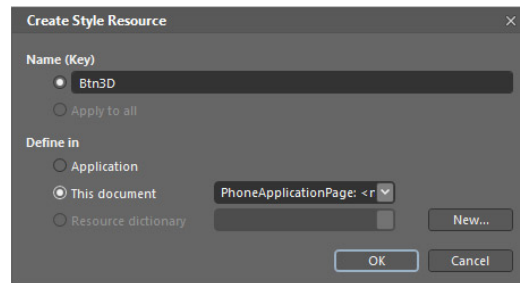 Create Style Resource
Name (Key)
Btn3D
Apply to all
Define in
Application
This document PhoneApplicationPage: <r
Resource dictionary New...
OK Cancel